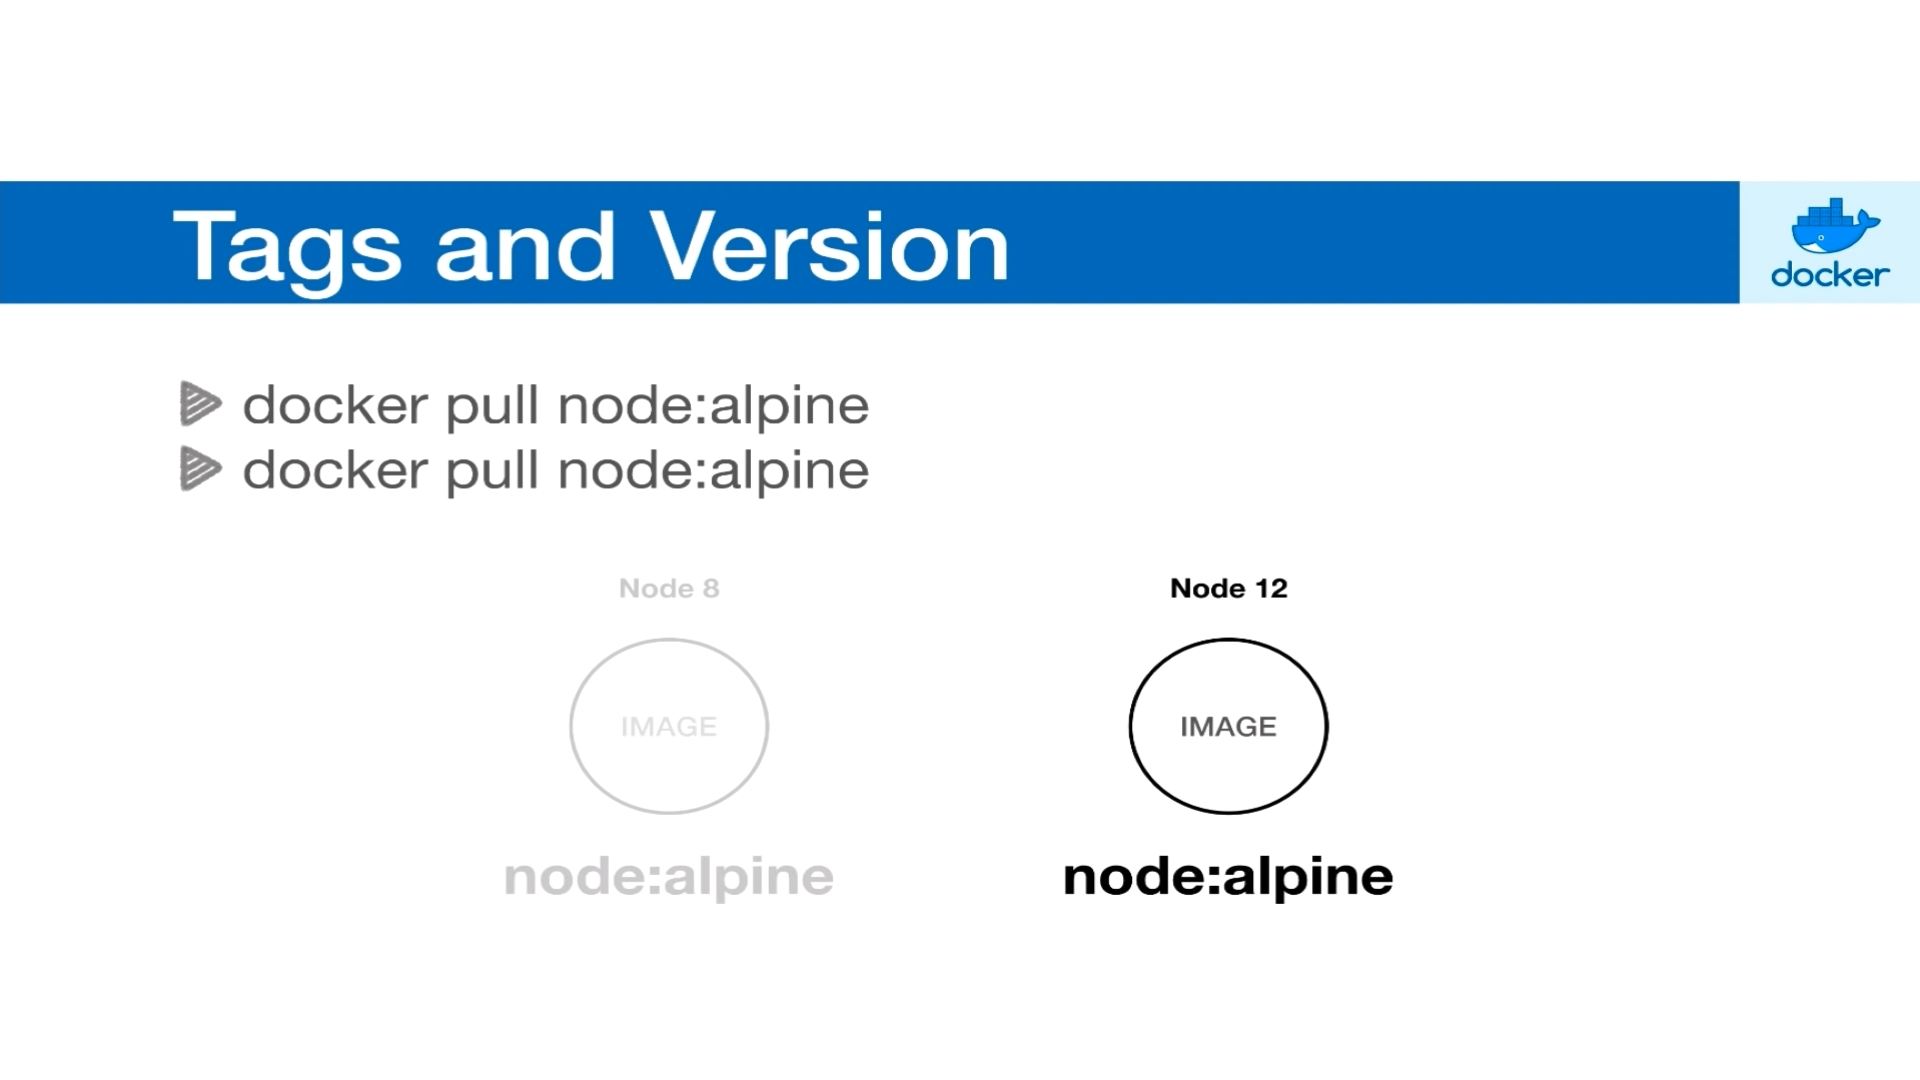 Tags and Version
docker
docker pull node:alpine
docker pull node:alpine
Node 8
Node 12
IMAGE
IMAGE
node:alpine
node:alpine